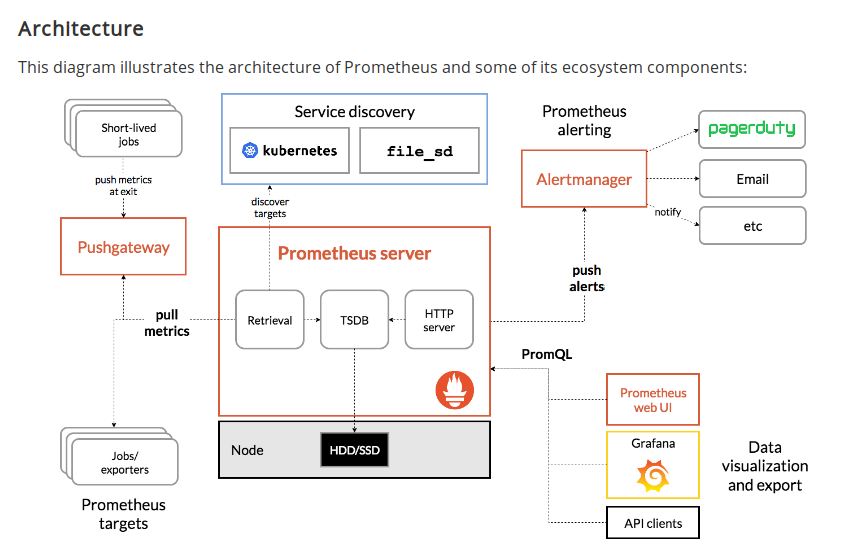 Architecture
This diagram illustrates the architecture of Prometheus and some of its ecosystem components:
Short-lived
jobs
push metrics
at exit
Pushgateway
pull
metrics
Jobs/
exporters
Prometheus
targets
Service discovery
kubernetes
file_sd
discover
targets
Prometheus server
Retrieval
TSDB
HTTP
server
Node
HDD/SSD
Prometheus
alerting
Alertmanager
pagerduty
Email
notify
etc
push
alerts
PromQL
Prometheus
web UI
Grafana
API clients
Data
visualization
and export